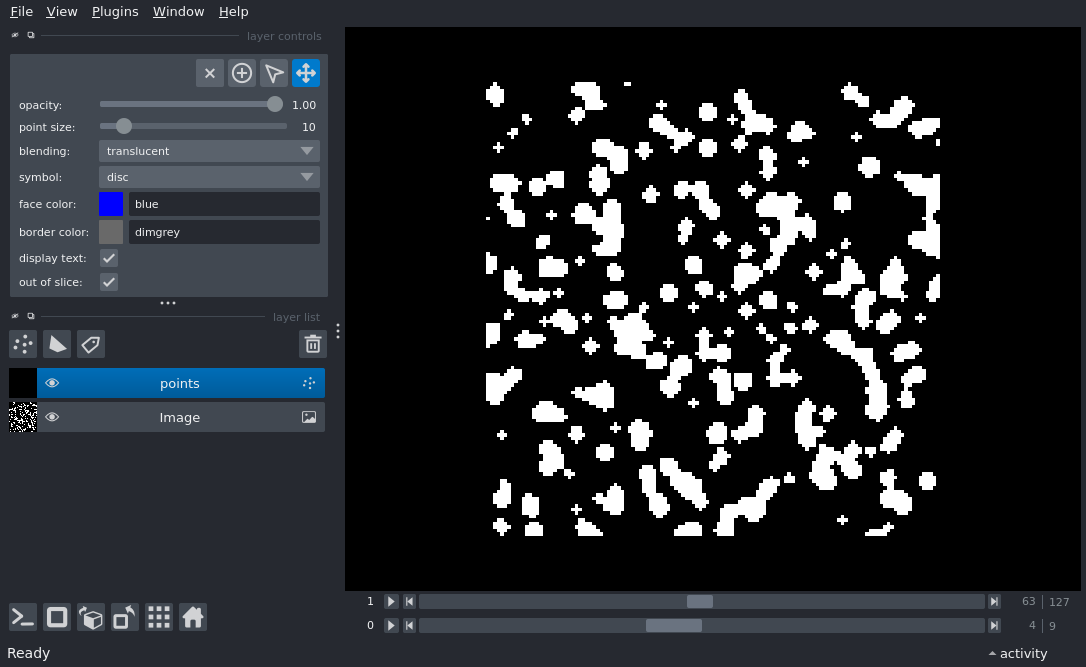 File View Plugins Window Help
layer controls
opacity: 1.00
point size: 10
blending: translucent
symbol: disc
face color: blue
border color: dimgrey
display text:
out of slice:
layer list
points
Image
1 63 | 127
0 4 | 9
Ready activity